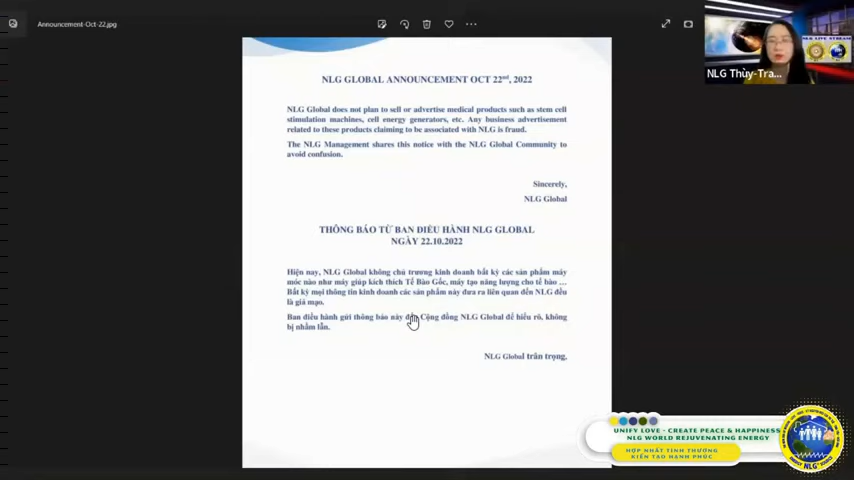 Announcement-Oct-22.jpg
NLG LIVE STREAM
NLG Thùy-Tra...
NLG GLOBAL ANNOUNCEMENT OCT 22nd, 2022
NLG Global does not plan to sell or advertise medical products such as stem cell
stimulation machines, cell energy generators, etc. Any business advertisement
related to these products claiming to be associated with NLG is fraud.
The NLG Management shares this notice with the NLG Global Community to
avoid confusion.
Sincerely,
NLG Global
THÔNG BÁO TỪ BAN ĐIỀU HÀNH NLG GLOBAL
NGÀY 22.10.2022
Hiện nay, NLG Global không chủ trương kinh doanh bất kỳ các sản phẩm máy
móc nào như máy giúp kích thích Tế Bào Gốc, máy tạo năng lượng cho tế bào ...
Bất kỳ mọi thông tin kinh doanh các sản phẩm này đưa ra liên quan đến NLG đều
là giả mạo.
Ban điều hành gửi thông báo này Cộng đồng NLG Global để hiểu rõ, không
bị nhầm lẫn.
NLG Global trân trọng.
UNIFY LOVE - CREATE PEACE & HAPPINESS
NLG WORLD REJUVENATING ENERGY
HỢP NHẤT TÌNH THƯƠNG
KIẾN TẠO HẠNH PHÚC
NLG